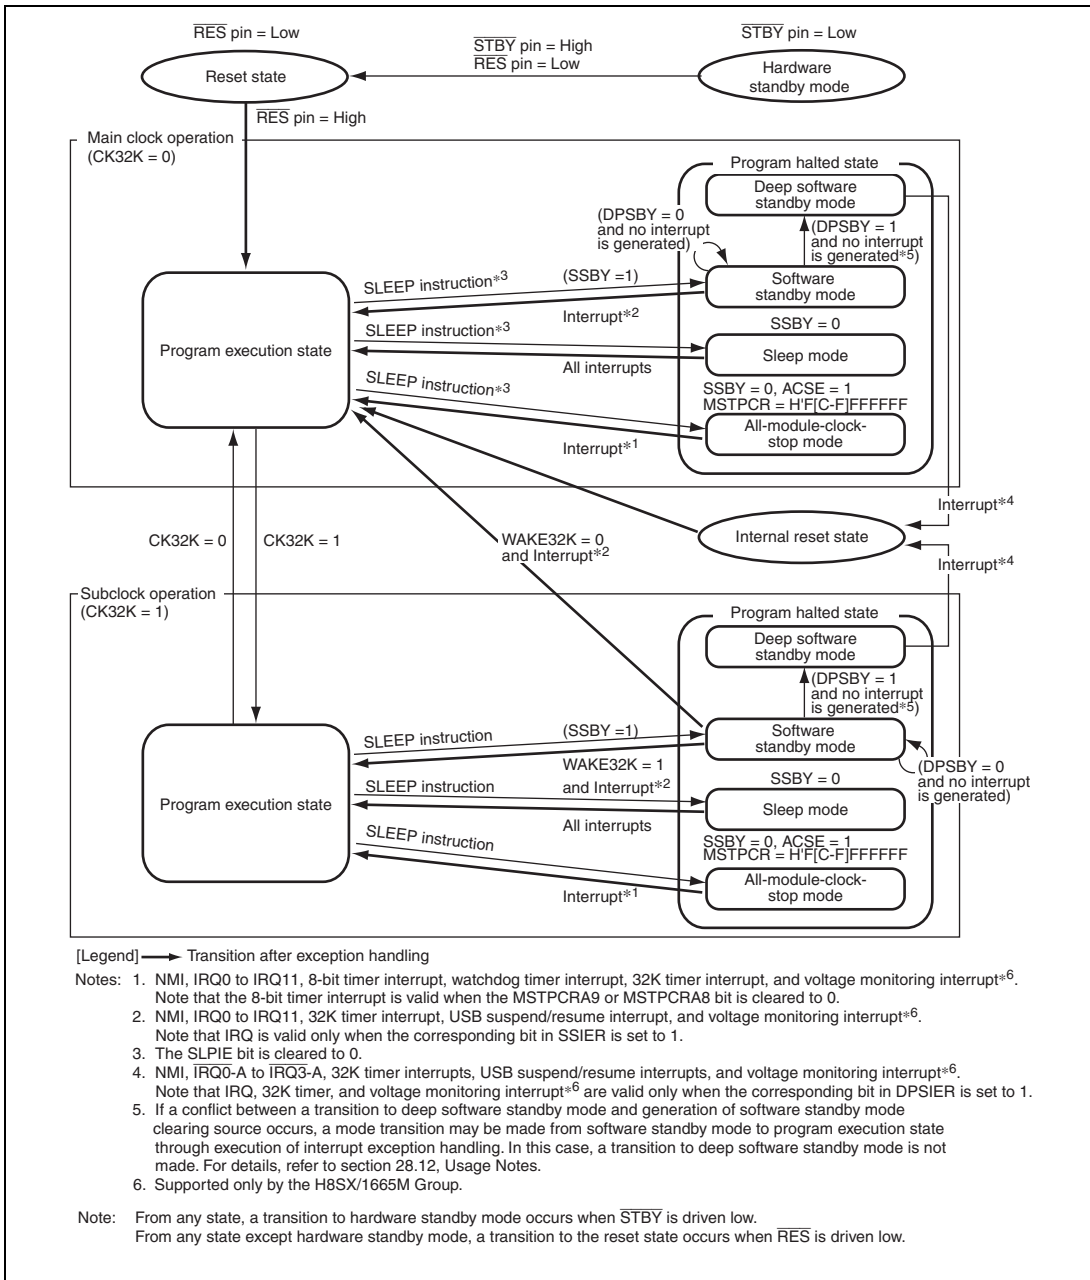 RES pin = Low
STBY pin = High
RES pin = Low
STBY pin = Low
Reset state
Hardware
standby mode
RES pin = High
Main clock operation
(CK32K = 0)
Program halted state
Deep software
standby mode
(DPSBY = 0
and no interrupt
is generated)
(DPSBY = 1
and no interrupt
is generated*5)
SLEEP instruction*3
(SSBY =1)
Software
standby mode
Interrupt*2
SSBY = 0
SLEEP instruction*3
Program execution state
Sleep mode
All interrupts
SLEEP instruction*3
SSBY = 0, ACSE = 1
MSTPCR = H'F[C-F]FFFFFF
All-module-clock-
stop mode
Interrupt*1
Interrupt*4
CK32K = 0
CK32K = 1
WAKE32K = 0
and Interrupt*2
Internal reset state
Interrupt*4
Subclock operation
(CK32K = 1)
Program halted state
Deep software
standby mode
(DPSBY = 1
and no interrupt
is generated*5)
SLEEP instruction
(SSBY =1)
Software
standby mode
WAKE32K = 1
and Interrupt*2
(DPSBY = 0
and no interrupt
is generated)
SSBY = 0
SLEEP instruction
Program execution state
Sleep mode
All interrupts
SLEEP instruction
SSBY = 0, ACSE = 1
MSTPCR = H'F[C-F]FFFFFF
All-module-clock-
stop mode
Interrupt*1
[Legend] Transition after exception handling
Notes: 1. NMI, IRQ0 to IRQ11, 8-bit timer interrupt, watchdog timer interrupt, 32K timer interrupt, and voltage monitoring interrupt*6.
Note that the 8-bit timer interrupt is valid when the MSTPCRA9 or MSTPCRA8 bit is cleared to 0.
2. NMI, IRQ0 to IRQ11, 32K timer interrupt, USB suspend/resume interrupt, and voltage monitoring interrupt*6.
Note that IRQ is valid only when the corresponding bit in SSIER is set to 1.
3. The SLPIE bit is cleared to 0.
4. NMI, IRQ0-A to IRQ3-A, 32K timer interrupts, USB suspend/resume interrupts, and voltage monitoring interrupt*6.
Note that IRQ, 32K timer, and voltage monitoring interrupt*6 are valid only when the corresponding bit in DPSIER is set to 1.
5. If a conflict between a transition to deep software standby mode and generation of software standby mode
clearing source occurs, a mode transition may be made from software standby mode to program execution state
through execution of interrupt exception handling. In this case, a transition to deep software standby mode is not
made. For details, refer to section 28.12, Usage Notes.
6. Supported only by the H8SX/1665M Group.
Note: From any state, a transition to hardware standby mode occurs when STBY is driven low.
From any state except hardware standby mode, a transition to the reset state occurs when RES is driven low.